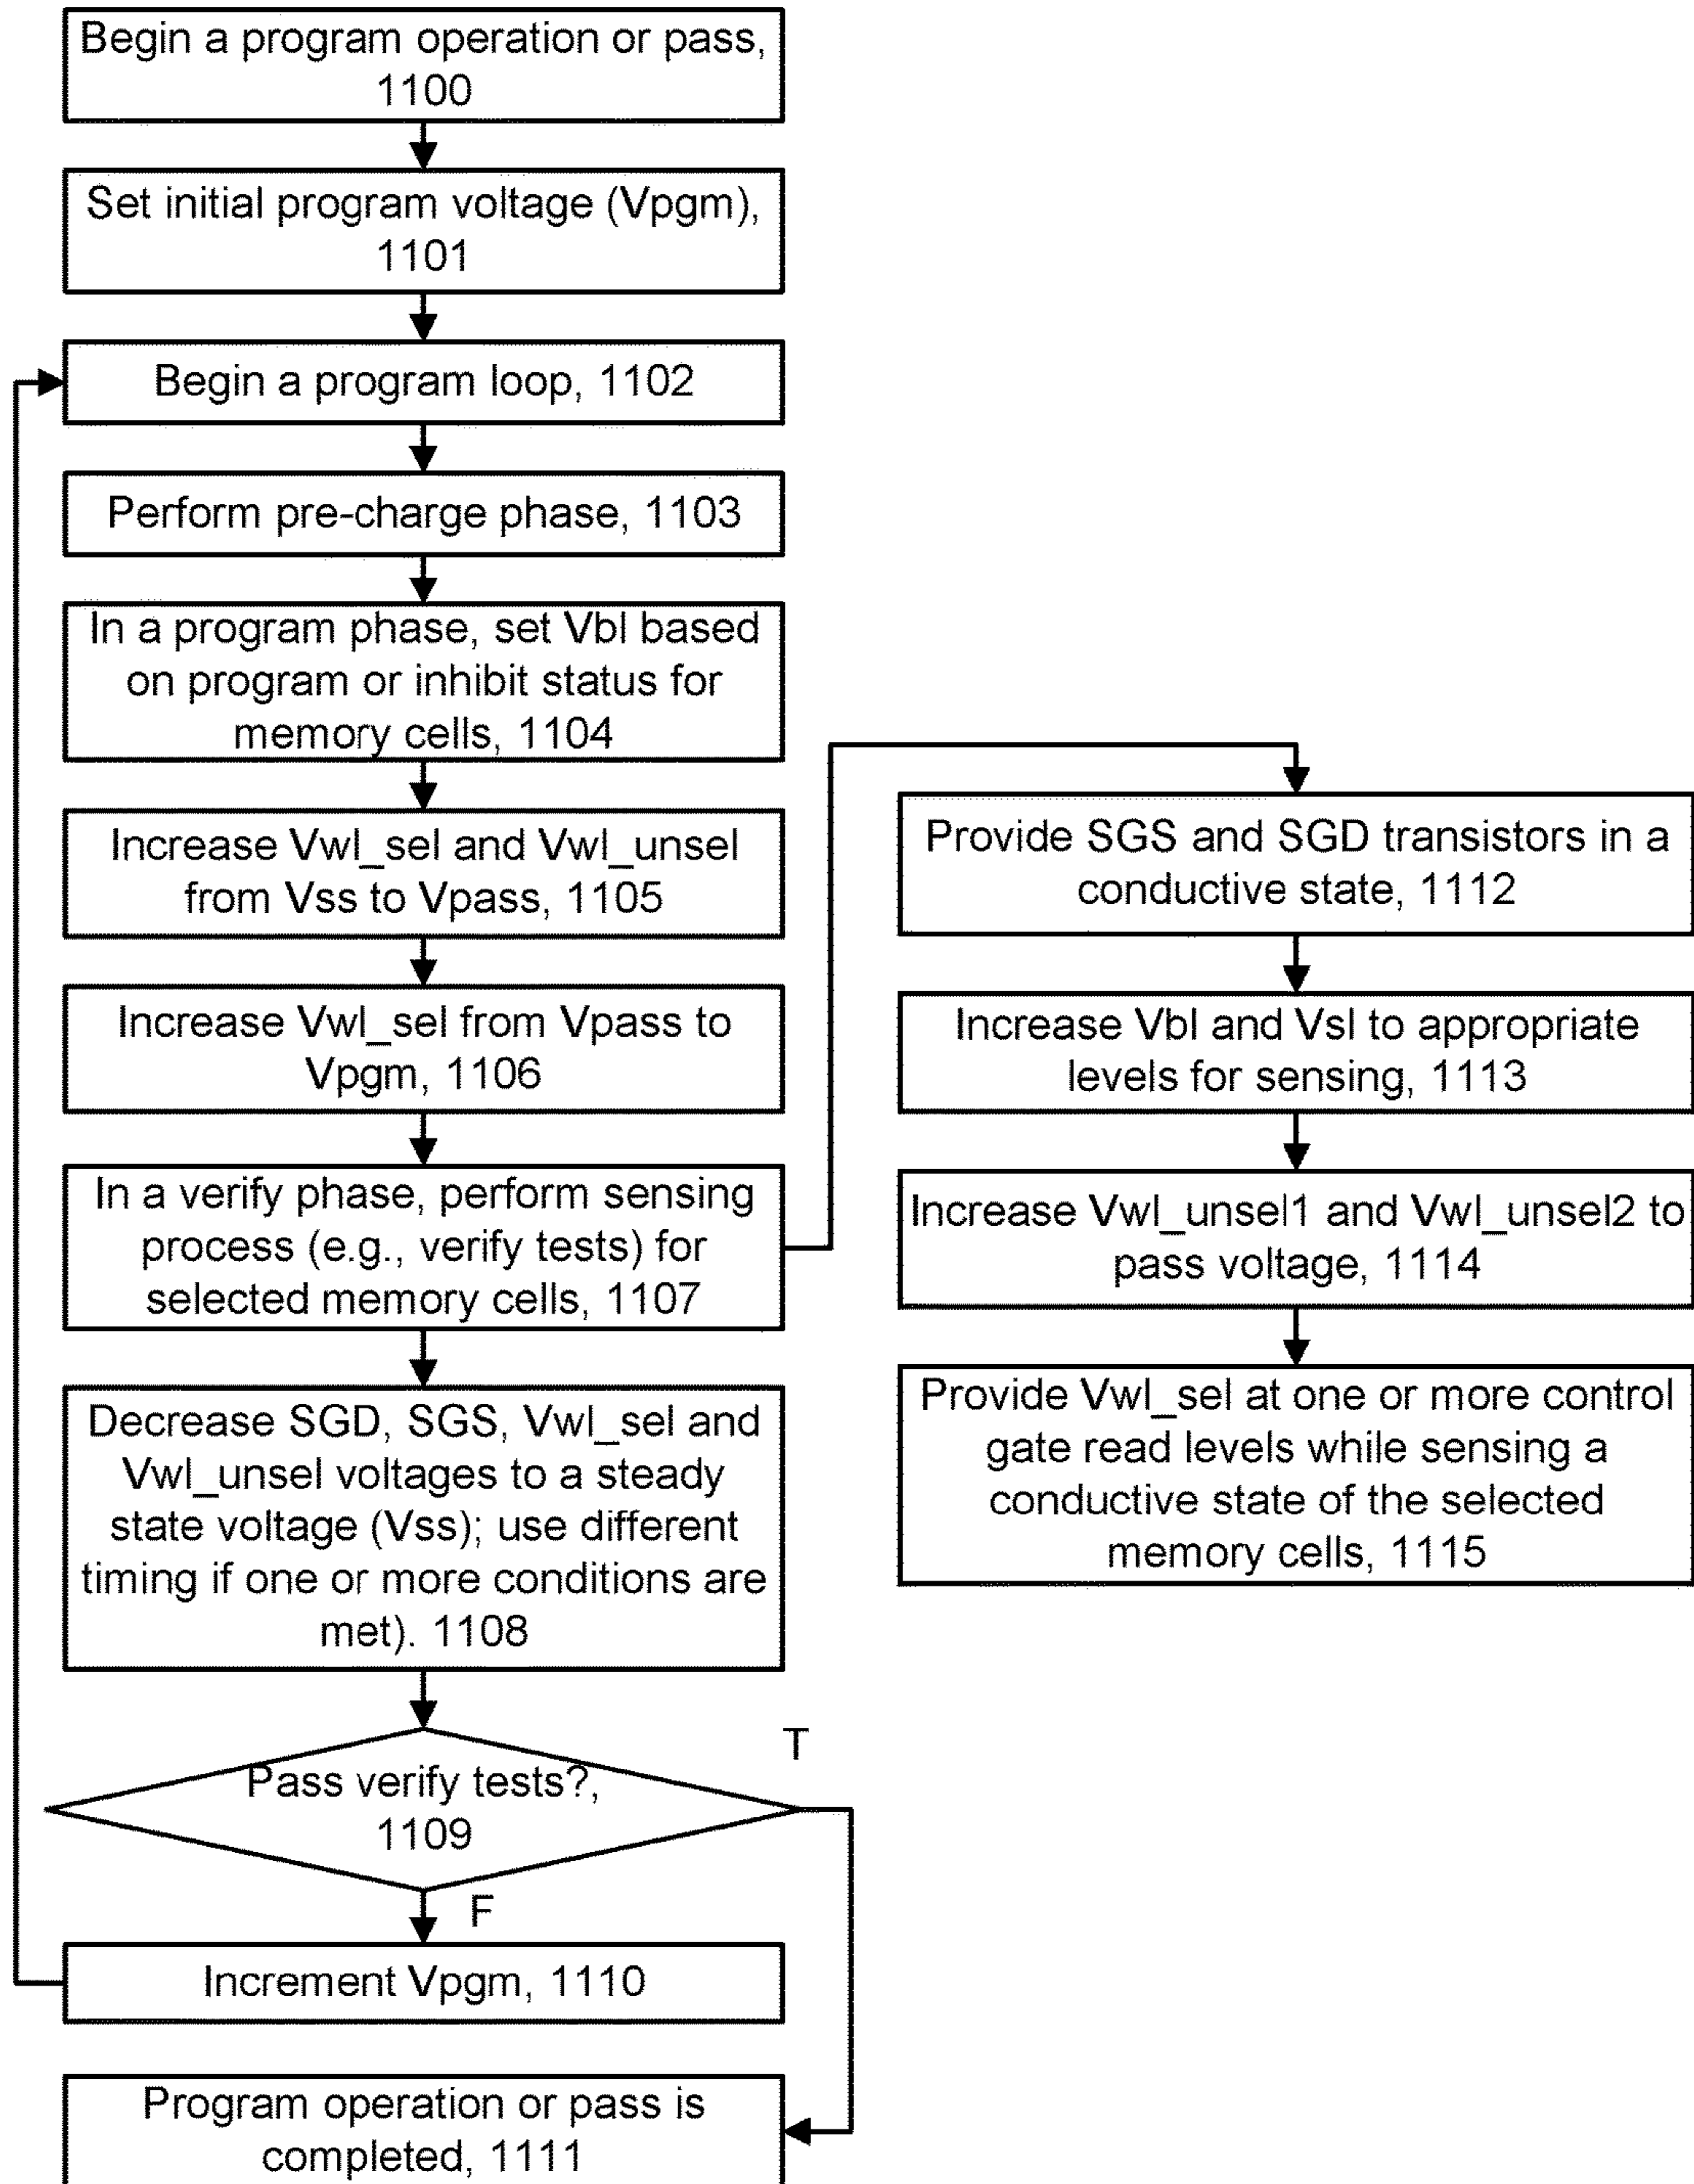 Begin a program operation or pass,
1100
Set initial program voltage (Vpgm),
1101
Begin a program loop, 1102
Perform pre-charge phase, 1103
In a program phase, set Vbl based
on program or inhibit status for
memory cells, 1104
Increase Vwl_sel and Vwl_unsel
from Vss to Vpass, 1105
Increase Vwl_sel from Vpass to
Vpgm, 1106
In a verify phase, perform sensing
process (e.g., verify tests) for
selected memory cells, 1107
Decrease SGD, SGS, Vwl_sel and
Vwl_unsel voltages to a steady
state voltage (Vss); use different
timing if one or more conditions are
met). 1108
T
Pass verify tests?,
1109
F
Increment Vpgm, 1110
Program operation or pass is
completed, 1111
Provide SGS and SGD transistors in a
conductive state, 1112
Increase Vbl and Vsl to appropriate
levels for sensing, 1113
Increase Vwl_unsel1 and Vwl_unsel2 to
pass voltage, 1114
Provide Vwl_sel at one or more control
gate read levels while sensing a
conductive state of the selected
memory cells, 1115